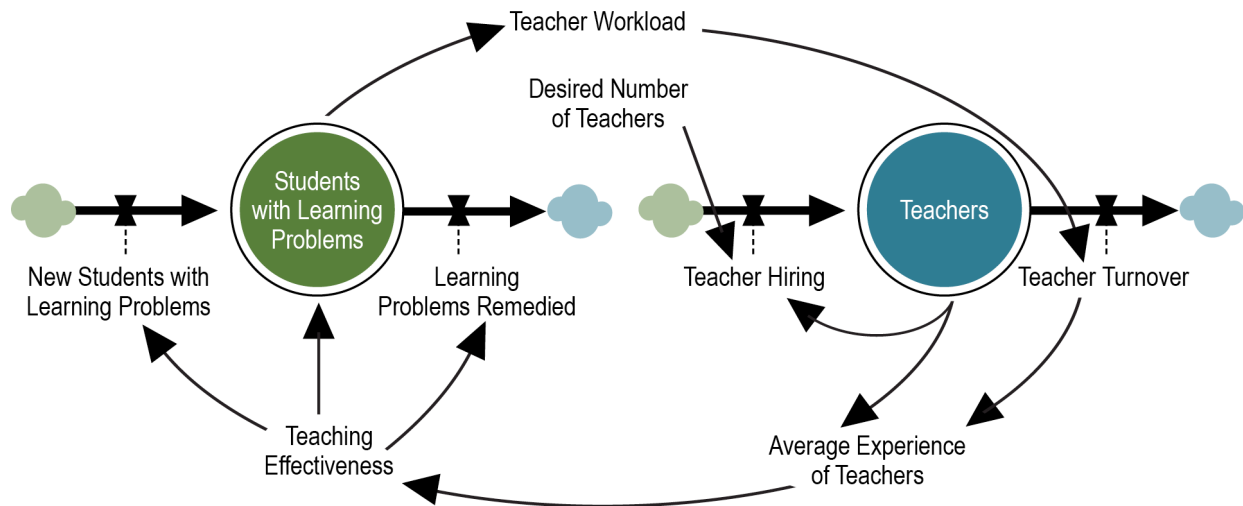 Teacher Workload
Desired Number
of Teachers
Students
with Learning
Problems
Teachers
New Students with
Learning Problems
Learning
Problems Remedied
Teacher Hiring
Teacher Turnover
Teaching
Effectiveness
Average Experience
of Teachers